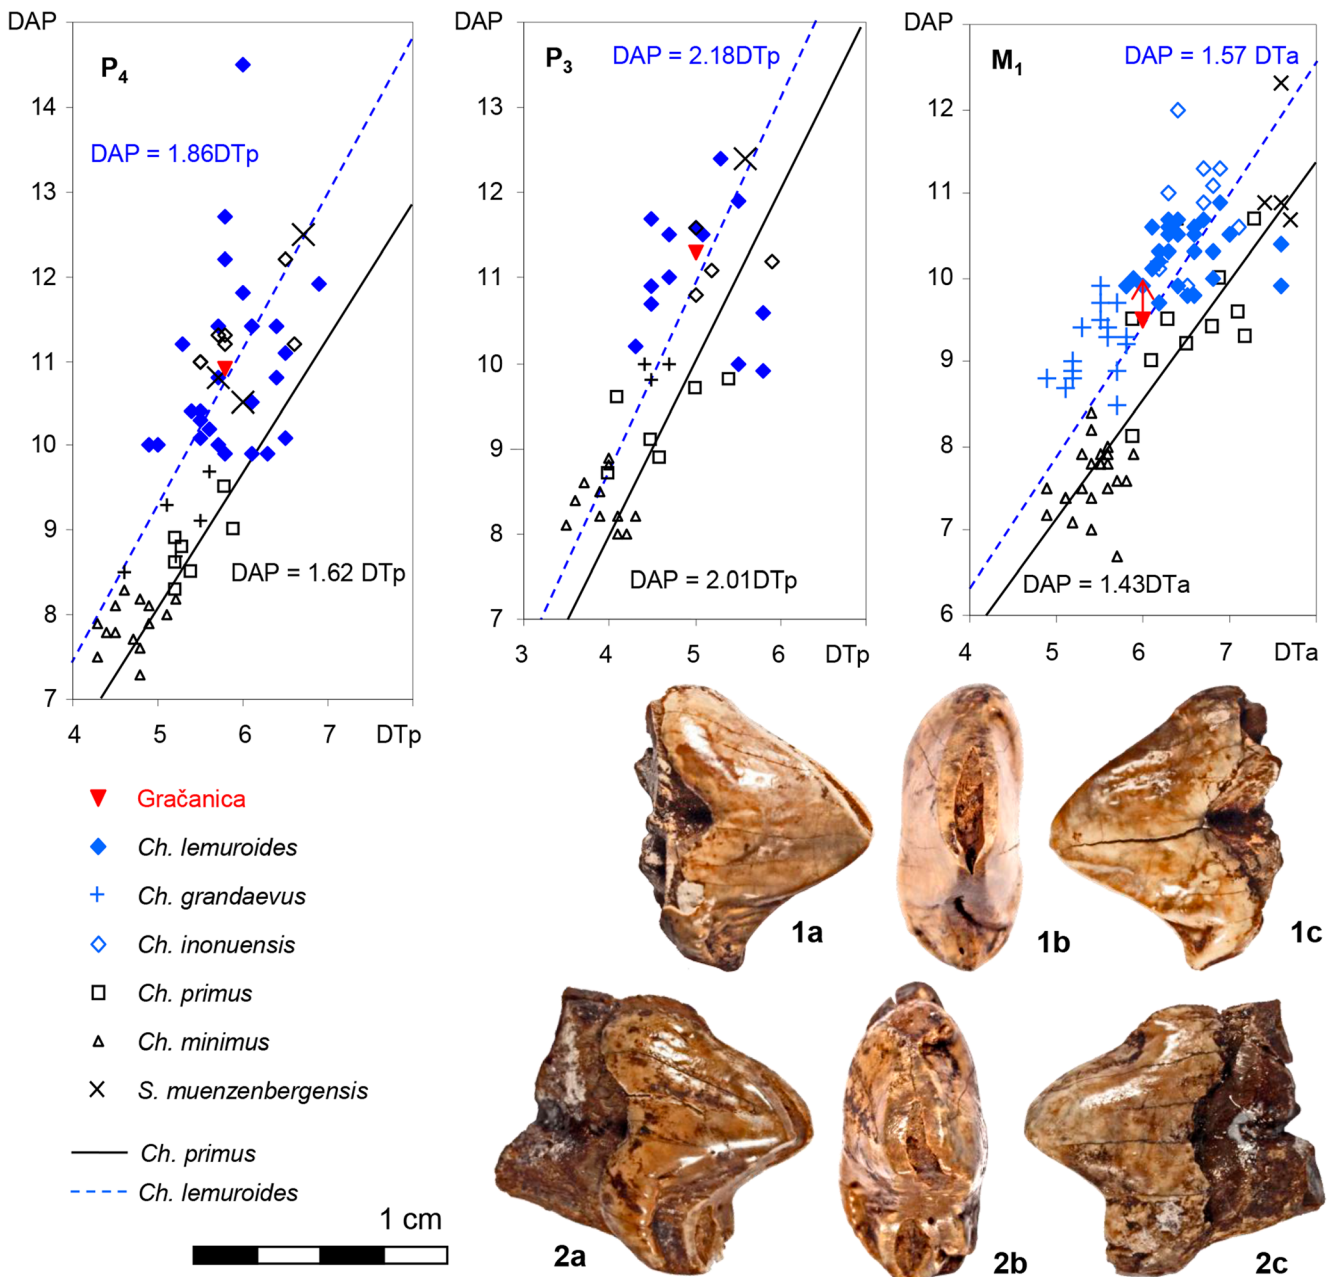 DAP
P4
14
DAP = 1.86DTp
13
12
11
10
9
DAP = 1.62 DTp
8
7
4
5
6
7
DTp
DAP
P3
DAP = 2.18DTp
13
12
11
10
9
8
DAP = 2.01DTp
7
3
4
5
6
DTp
DAP
M1
DAP = 1.57 DTa
12
11
10
9
8
7
DAP = 1.43DTa
6
4
5
6
7
DTa
Gračanica
Ch. lemuroides
Ch. grandaevus
Ch. inonuensis
Ch. primus
Ch. minimus
S. muenzenbergensis
Ch. primus
Ch. lemuroides
1 cm
1a
1b
1c
2a
2b
2c